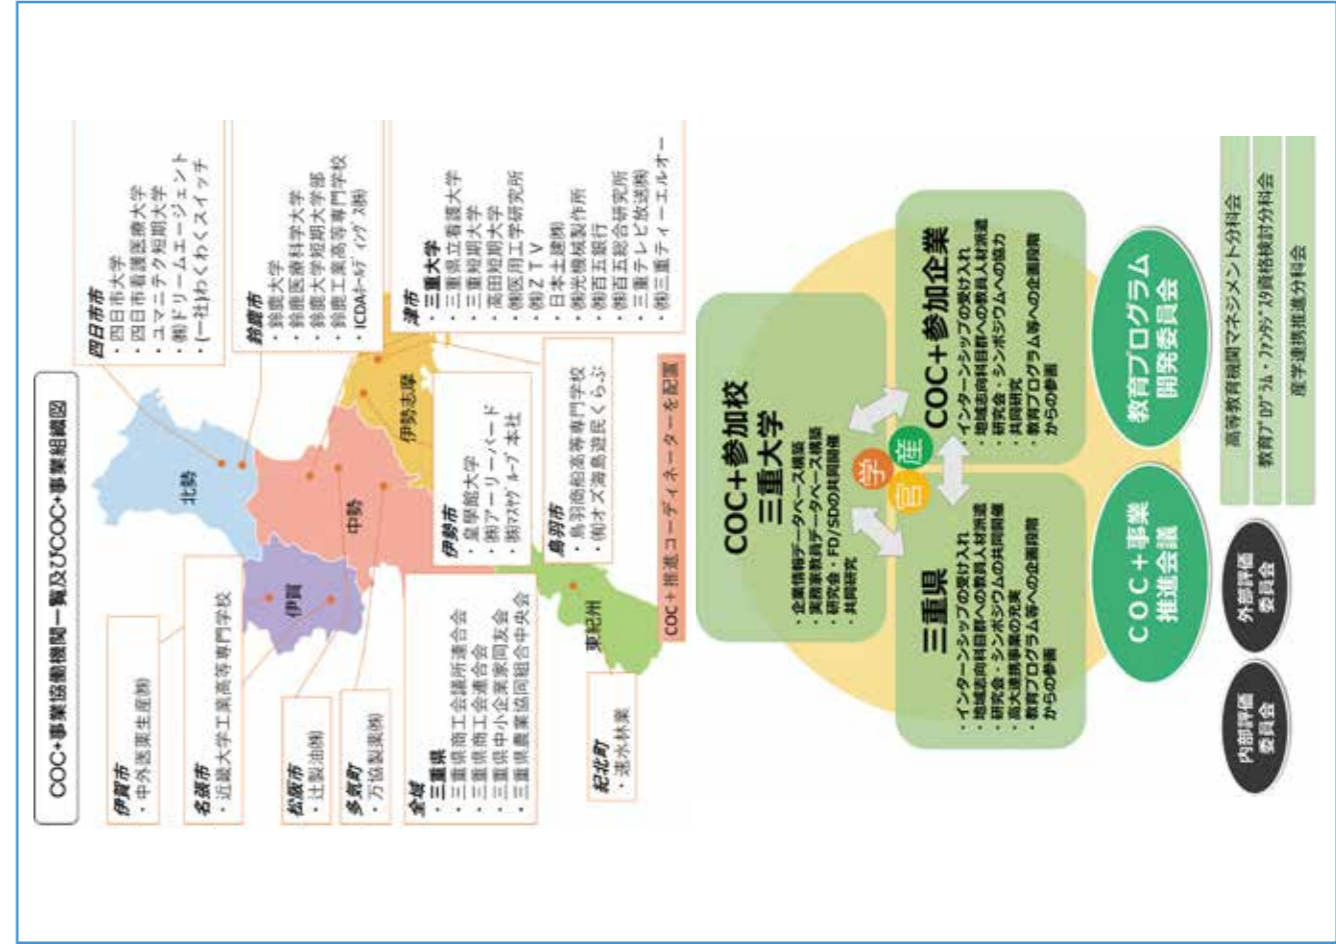 COC+事業協働機関一覧及びCOC+事業組織図
伊賀市
・中外医薬生産(株)
名張市
・近畿大学工業高等専門学校
松阪市
・辻製油(株)
多気町
・万協製薬(株)
全域
・三重県
・三重県商工会議所連合会
・三重県商工会連合会
・三重県中小企業家同友会
・三重県農業協同組合中央会
紀北町
・速水林業
四日市市
・四日市大学
・四日市看護医療大学
・ユマニテク短期大学
・(株)ドリームエージェント
・(一社)わくわくスイッチ
鈴鹿市
・鈴鹿大学
・鈴鹿医療科学大学
・鈴鹿大学短期大学部
・鈴鹿工業高等専門学校
・ICDAホールディングス(株)
津市
・三重大学
・三重県立看護大学
・三重短期大学
・高田短期大学
・(株)医用工学研究所
・(株)ZTV
・日本土建(株)
・(株)光機械製作所
・(株)百五銀行
・(株)百五総合研究所
・三重テレビ放送(株)
・(株)三重ティーエルオー
伊勢市
・皇學館大学
・(株)アーリーバード
・(株)マスヤグループ本社
鳥羽市
・鳥羽商船高等専門学校
・(有)オズ海島遊民くらぶ
北勢
伊賀
中勢
伊勢志摩
東紀州
COC+推進コーディネーターを配置
COC+参加校
三重大学
・企業情報データベース構築
・実務家教員データベース構築
・研究会・FD/SDの共同開催
・共同研究
学
官
産
三重県
・インターンシップの受け入れ
・地域志向科目群への教員人材派遣
・研究会・シンポジウムの共同開催
・高大連携事業の充実
・教育プログラム等への企画段階
からの参画
COC+参加企業
・インターンシップの受け入れ
・地域志向科目群への教員人材派遣
・研究会・シンポジウムへの協力
・共同研究
・教育プログラム等への企画段階
からの参画
COC+事業
推進会議
教育プログラム
開発委員会
内部評価
委員会
外部評価
委員会
高等教育機関マネジメント分科会
教育プログラム・ファンタジスタ資格検討分科会
産学連携推進分科会